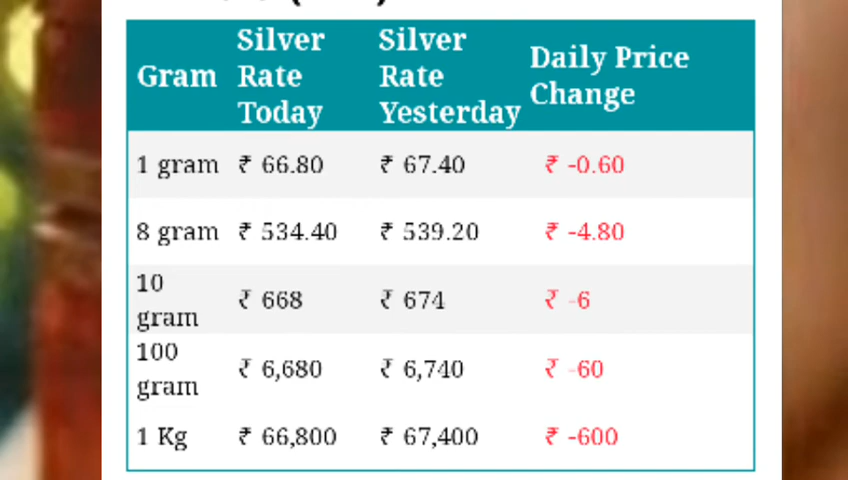 Gram Silver Rate Today Silver Rate Yesterday Daily Price Change
1 gram ₹ 66.80 ₹ 67.40 ₹ -0.60
8 gram ₹ 534.40 ₹ 539.20 ₹ -4.80
10 gram ₹ 668 ₹ 674 ₹ -6
100 gram ₹ 6,680 ₹ 6,740 ₹ -60
1 Kg ₹ 66,800 ₹ 67,400 ₹ -600